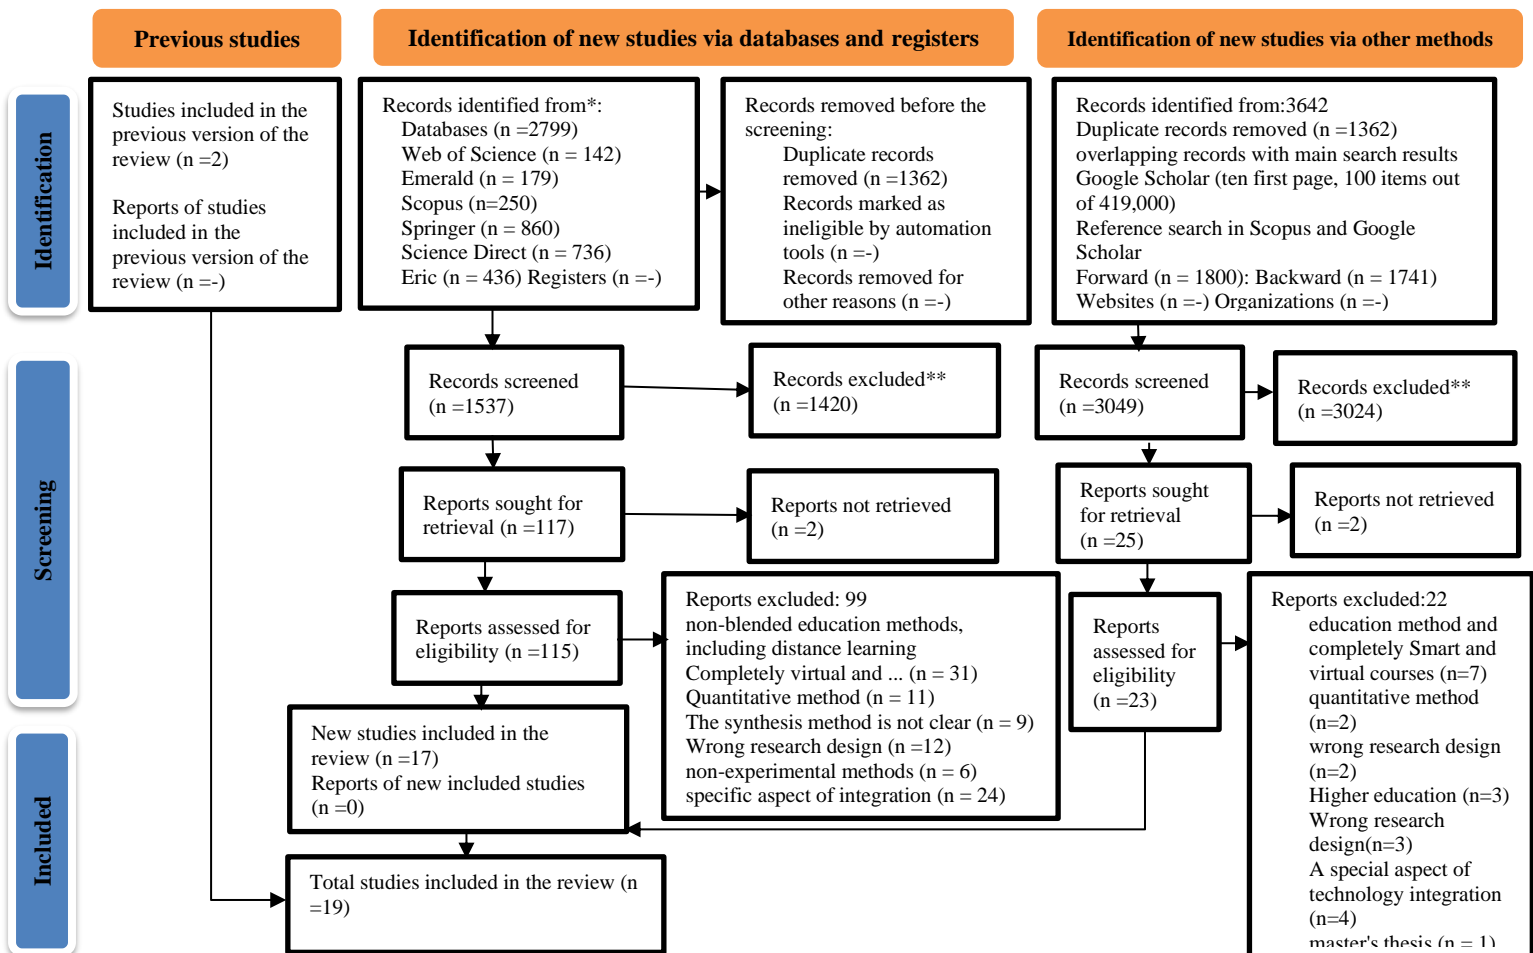 Previous studies
Identification of new studies via databases and registers
Identification of new studies via other methods
Identification
Studies included in the
previous version of the
review (n =2)
Reports of studies
included in the
previous version of the
review (n =-)
Records identified from*:
Databases (n =2799)
Web of Science (n = 142)
Emerald (n = 179)
Scopus (n=250)
Springer (n = 860)
Science Direct (n = 736)
Eric (n = 436) Registers (n =-)
Records removed before the
screening:
Duplicate records
removed (n =1362)
Records marked as
ineligible by automation
tools (n =-)
Records removed for
other reasons (n =-)
Records identified from:3642
Duplicate records removed (n =1362)
overlapping records with main search results
Google Scholar (ten first page, 100 items out
of 419,000)
Reference search in Scopus and Google
Scholar
Forward (n = 1800): Backward (n = 1741)
Websites (n =-) Organizations (n =-)
Screening
Records screened
(n =1537)
Records excluded**
(n =1420)
Records screened
(n =3049)
Records excluded**
(n =3024)
Reports sought for
retrieval (n =117)
Reports not retrieved
(n =2)
Reports sought
for retrieval
(n =25)
Reports not retrieved
(n =2)
Reports assessed for
eligibility (n =115)
Reports excluded: 99
non-blended education methods,
including distance learning
Completely virtual and ... (n = 31)
Quantitative method (n = 11)
The synthesis method is not clear (n = 9)
Wrong research design (n =12)
non-experimental methods (n = 6)
specific aspect of integration (n = 24)
Reports
assessed for
eligibility
(n =23)
Reports excluded:22
education method and
completely Smart and
virtual courses (n=7)
quantitative method
(n=2)
wrong research design
(n=2)
Higher education (n=3)
Wrong research
design(n=3)
A special aspect of
technology integration
(n=4)
master's thesis (n = 1)
Included
New studies included in the
review (n =17)
Reports of new included studies
(n =0)
Total studies included in the review (n
=19)